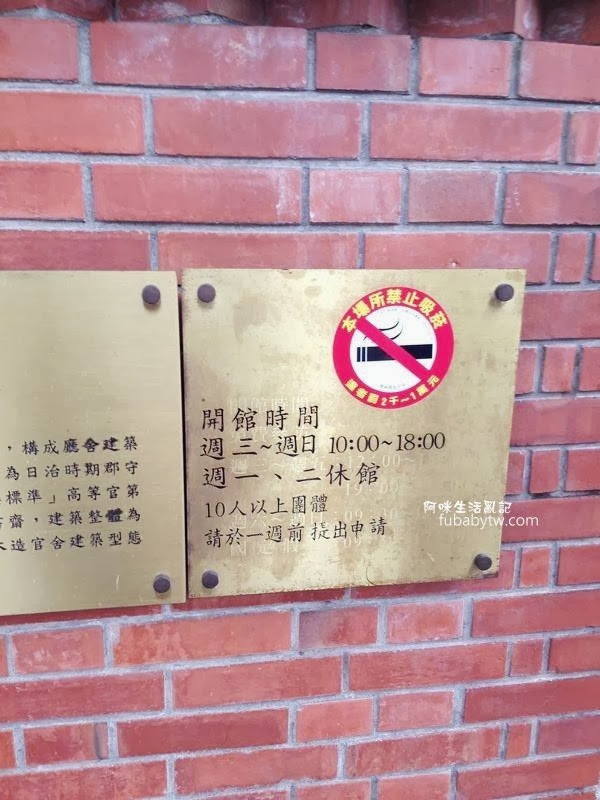 ，構成廳舍建築
為日治時期郡守
標準」高等官第
齋，建築整體為
造官舍建築型態
本場所禁止吸菸
違者罰2千~1萬元
開館時間
週三~週日 10:00~18:00
週一、二休館
10人以上團體
請於一週前提出申請
阿咪生活亂記
fubabytw.com